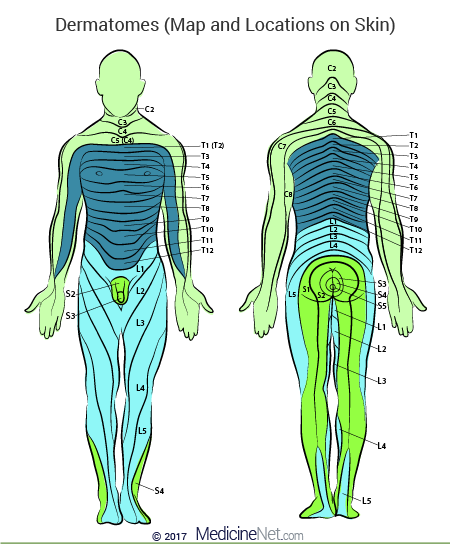 Dermatomes (Map and Locations on Skin)
C2
C3
C4
C5 (C4)
T1 (T2)
T3
T4
T5
T6
T7
T8
T9
T10
T11
T12
L1
S2
L2
S3
L3
L4
L5
S4
C2
C3
C4
C5
C6
C7
T1
T2
T3
T4
T5
T6
C8
T7
T8
T9
T10
L1
T11
L2
L3
T12
L4
S3
L5
S1
S2
S4
S5
L1
L2
L3
L4
L5
© 2017 MedicineNet.com